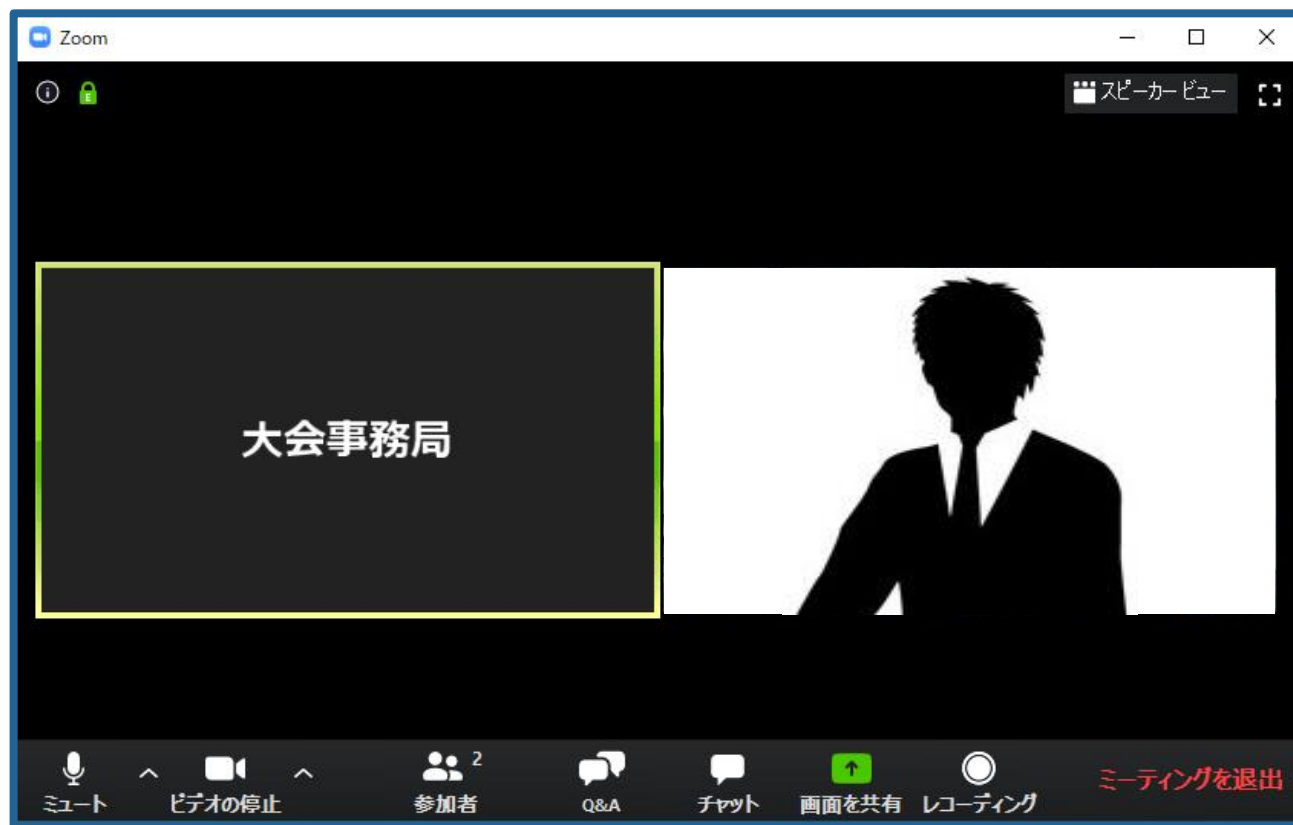 Zoom
スピーカー ビュー
大会事務局
2
ミュート
ビデオの停止
参加者
Q&A
チャット
画面を共有
レコーディング
ミーティングを退出